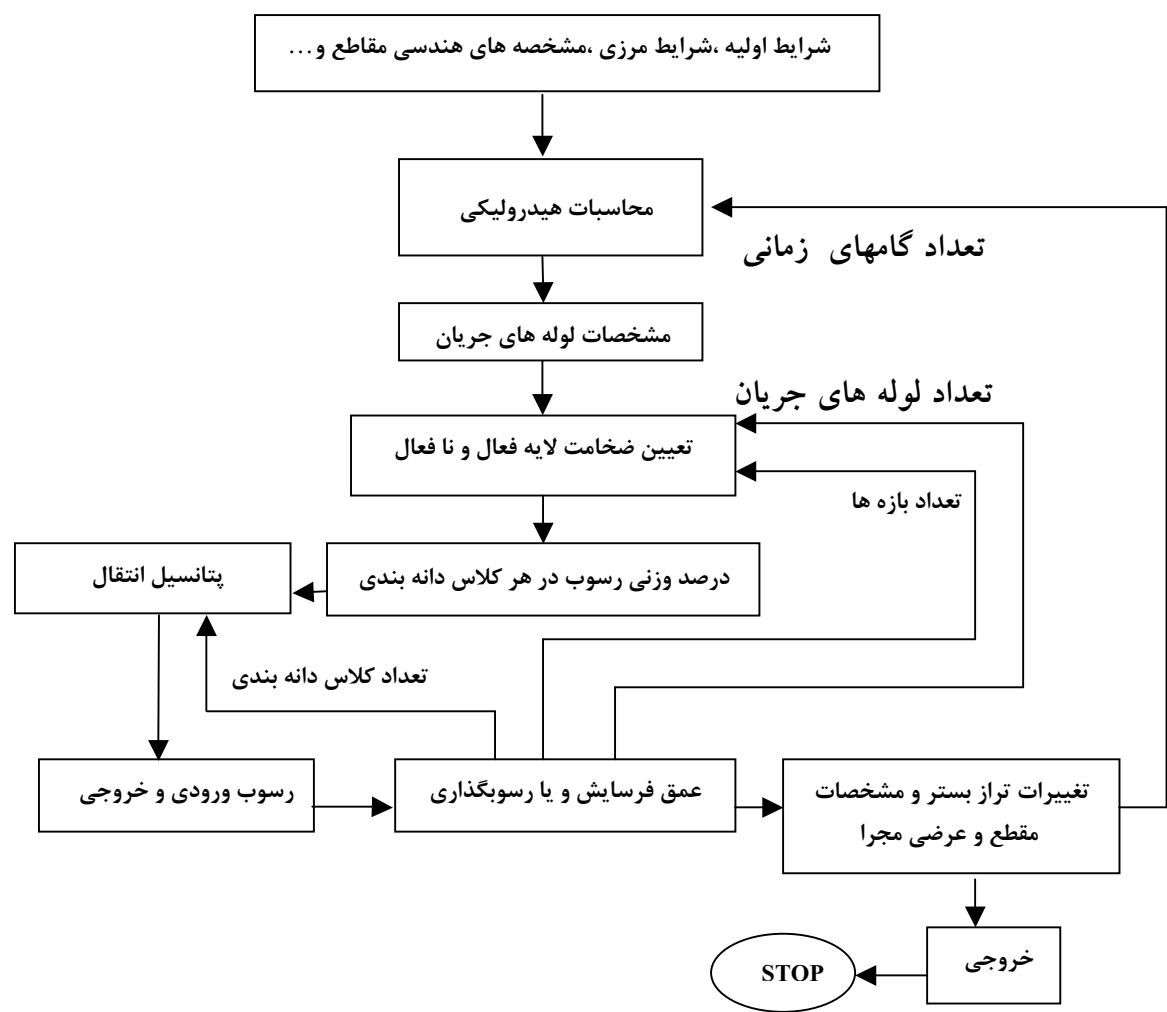 شرایط اولیه ،شرایط مرزی ،مشخصه های هندسی مقاطع و...
محاسبات هیدرولیکی
تعداد گامهای زمانی
مشخصات لوله های جریان
تعداد لوله های جریان
تعیین ضخامت لایه فعال و نا فعال
تعداد بازه ها
درصد وزنی رسوب در هر کلاس دانه بندی
پتانسیل انتقال
تعداد کلاس دانه بندی
رسوب ورودی و خروجی
عمق فرسایش و یا رسوبگذاری
تغییرات تراز بستر و مشخصات
مقطع و عرضی مجرا
خروجی
STOP